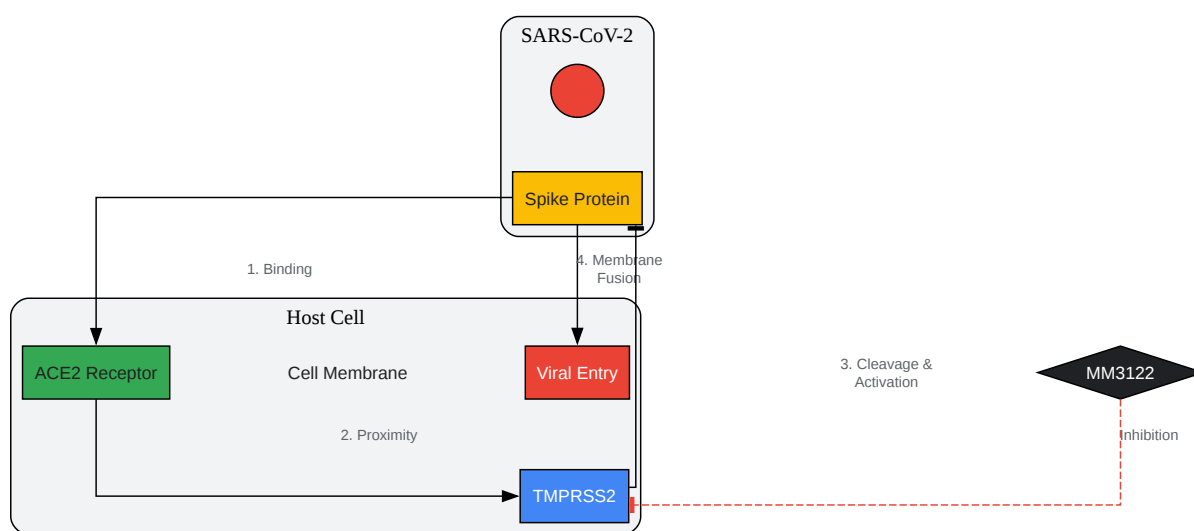 SARS-CoV-2
Spike Protein
1. Binding
4. Membrane
Fusion
Host Cell
ACE2 Receptor
Cell Membrane
Viral Entry
3. Cleavage &
Activation
MM3122
2. Proximity
Inhibition
TMPRSS2